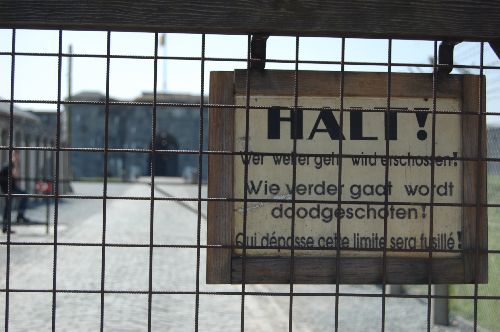 HALT!
Wer weiter geht wird erschossen!
Wie verder gaat wordt
doodgeschoten!
Qui dépasse cette limite sera fusillé!